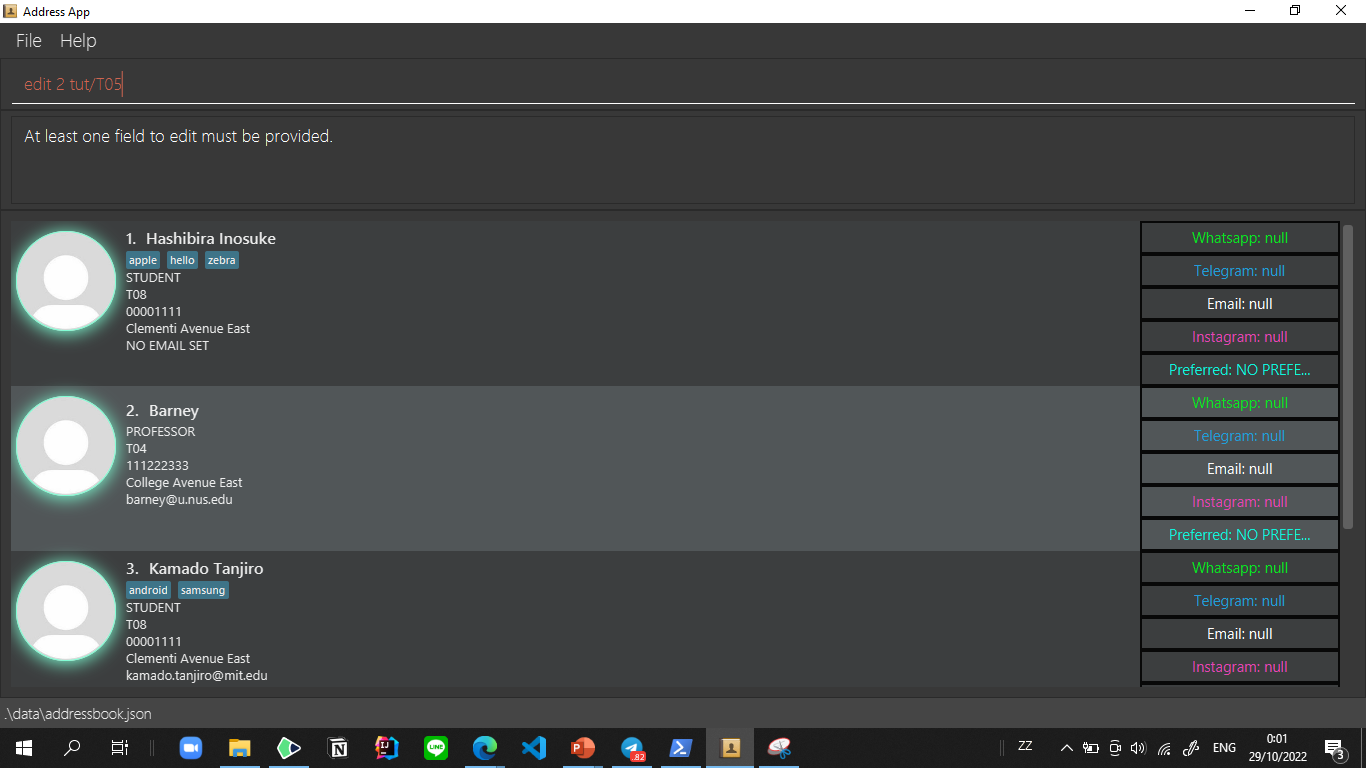 Address App
File Help
edit 2 tut/T05
At least one field to edit must be provided.
1. Hashibira Inosuke
apple hello zebra
STUDENT
T08
00001111
Clementi Avenue East
NO EMAIL SET
Whatsapp: null
Telegram: null
Email: null
Instagram: null
Preferred: NO PREFE...
2. Barney
PROFESSOR
T04
111222333
College Avenue East
barney@u.nus.edu
Whatsapp: null
Telegram: null
Email: null
Instagram: null
Preferred: NO PREFE...
3. Kamado Tanjiro
android samsung
STUDENT
T08
00001111
Clementi Avenue East
kamado.tanjiro@mit.edu
Whatsapp: null
Telegram: null
Email: null
Instagram: null
.\data\addressbook.json
LINE
82
ZZ
ENG
0:01
29/10/2022
3